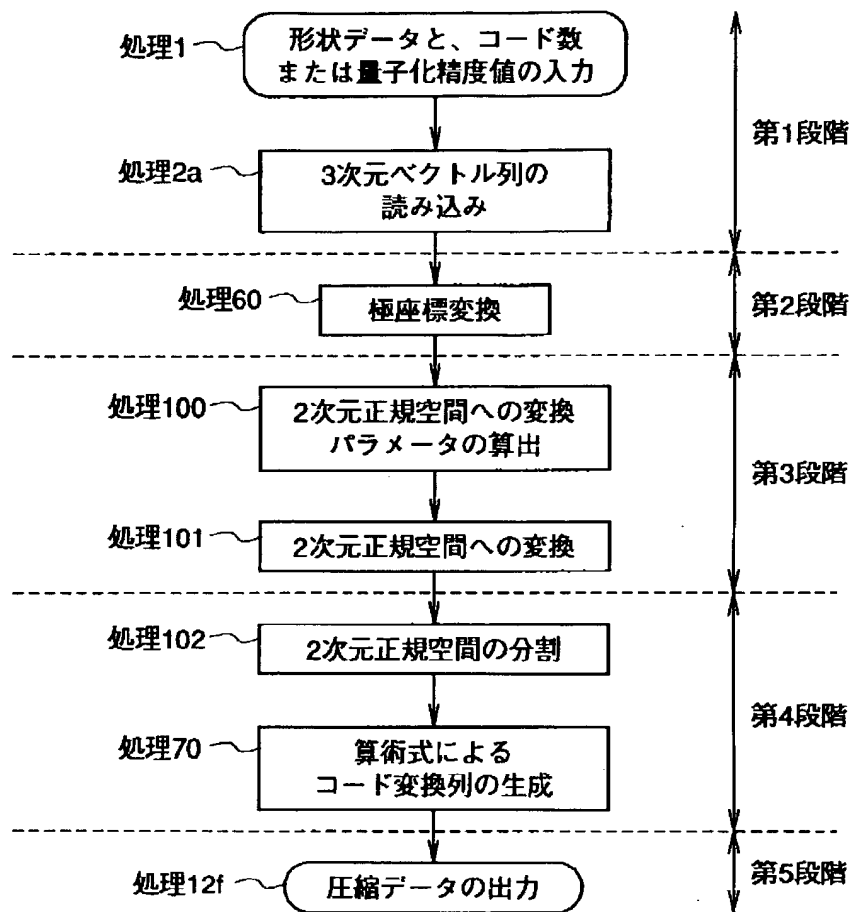 処理1
形状データと、コード数
または量子化精度値の入力
第1段階
処理2a
3次元ベクトル列の
読み込み
処理60
極座標変換
第2段階
処理100
2次元正規空間への変換
パラメータの算出
第3段階
処理101
2次元正規空間への変換
処理102
2次元正規空間の分割
第4段階
処理70
算術式による
コード変換列の生成
処理12f
圧縮データの出力
第5段階